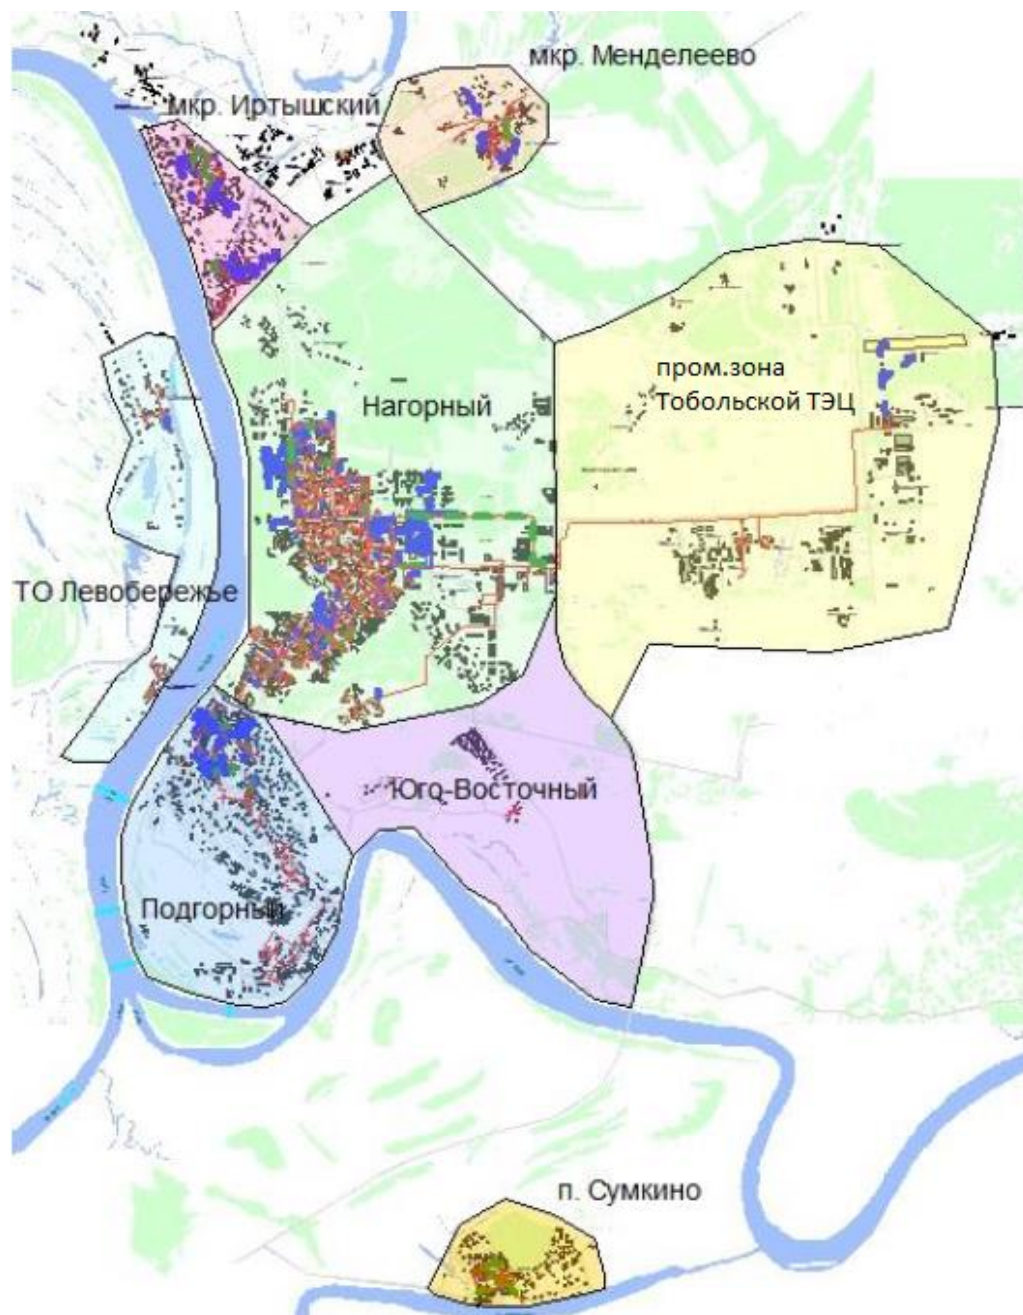 мкр. Менделеево
мкр. Иртышский
пром.зона
Тобольской ТЭЦ
Нагорный
ТО Левобережье
Юго-Восточный
Подгорный
п. Сумкино